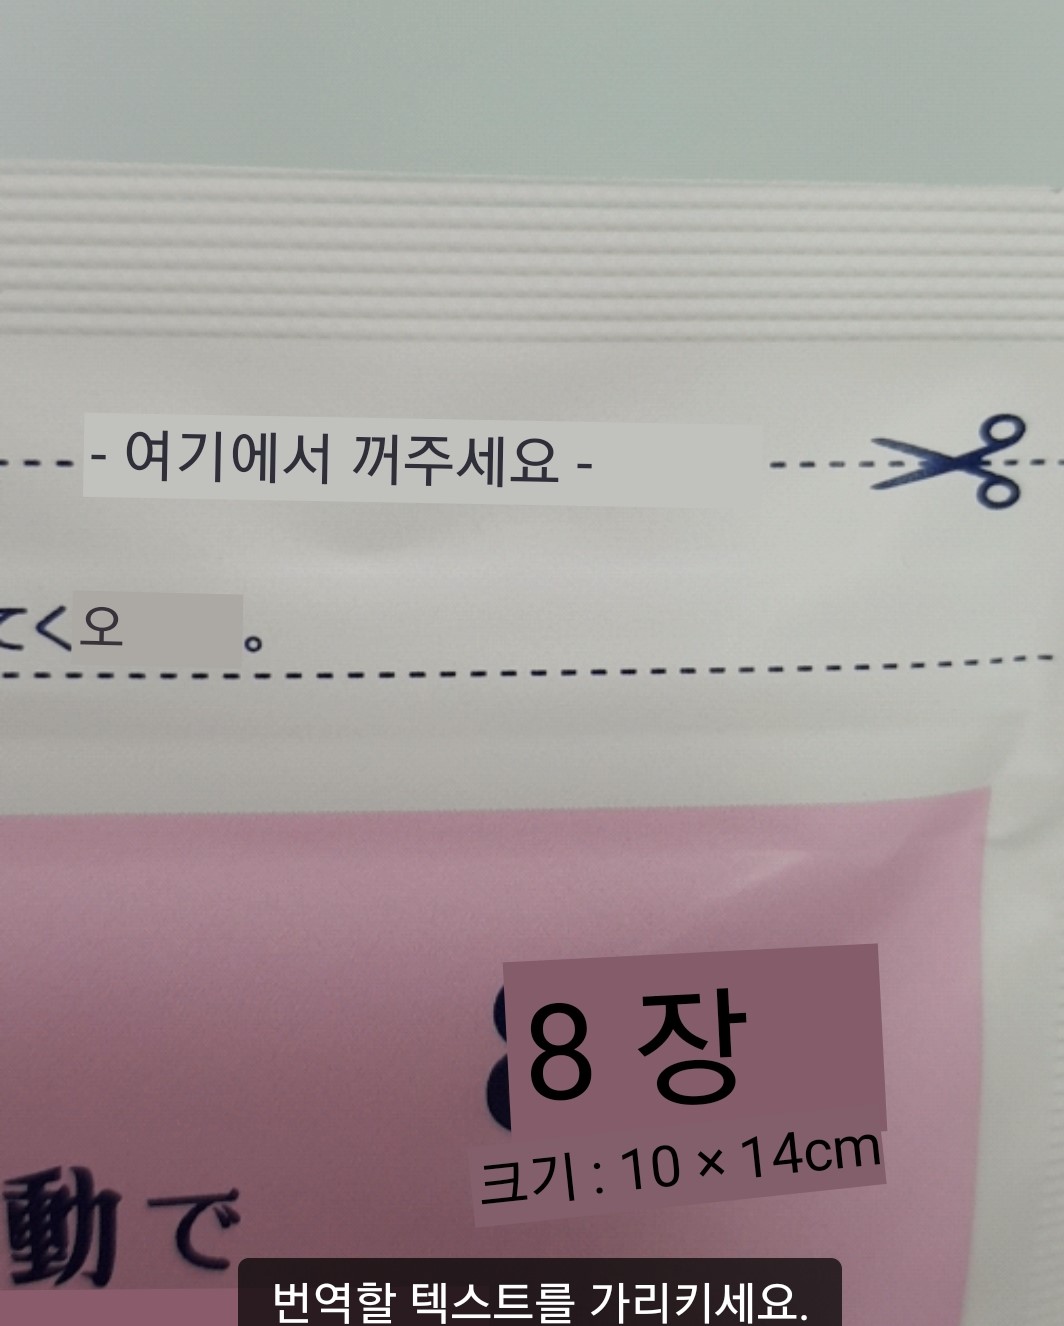 - 여기에서 꺼주세요 -
てく오。
8 장
크기 : 10 × 14cm
動で
번역할 텍스트를 가리키세요.